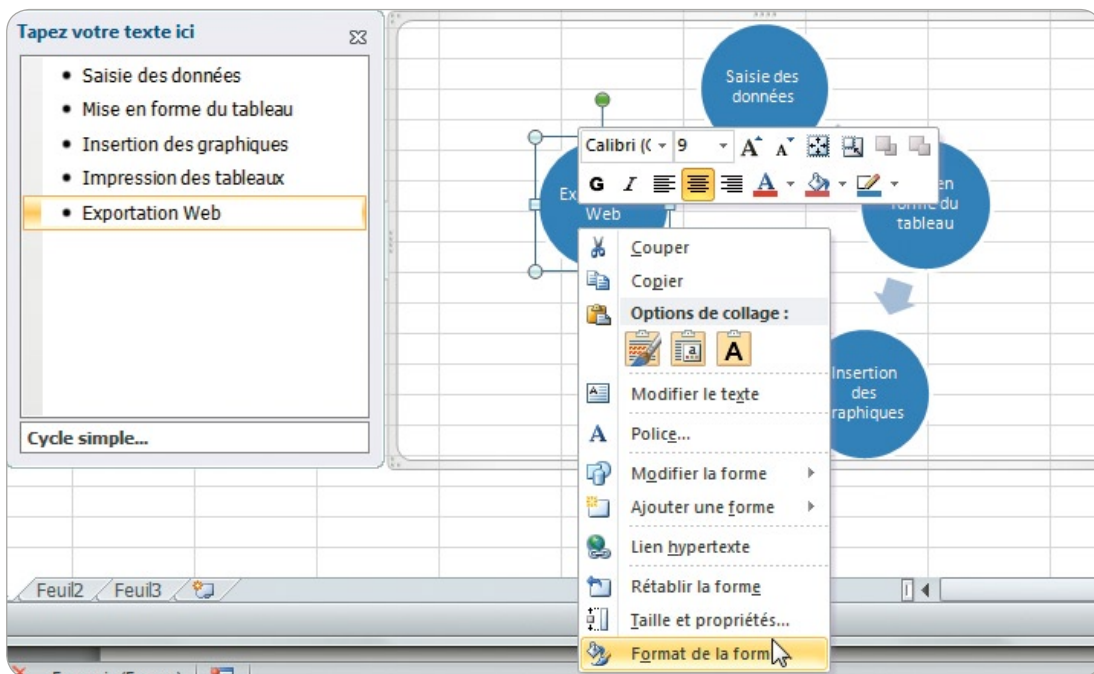 Tapez votre texte ici
• Saisie des données
• Mise en forme du tableau
• Insertion des graphiques
• Impression des tableaux
• Exportation Web
Cycle simple...
Saisie des
données
Calibri (C
9
A A
G I A
Ex
Web
en
forme du
tableau
Insertion
des
raphiques
Couper
Copier
Options de collage :
Modifier le texte
Police...
Modifier la forme
Ajouter une forme
Lien hypertexte
Rétablir la forme
Taille et propriétés...
Format de la form
Feuil2 Feuil3